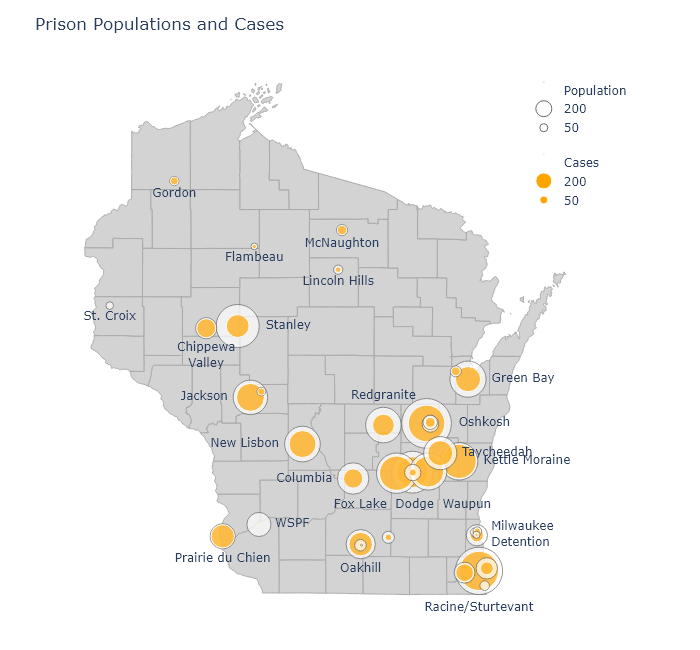 Prison Populations and Cases
Population
200
50
Cases
200
50
Gordon
McNaughton
Flambeau
Lincoln Hills
St. Croix
Stanley
Chippewa
Valley
Green Bay
Jackson
Redgranite
Oshkosh
New Lisbon
Taycheedah
Kettle Moraine
Columbia
Fox Lake
Dodge
Waupun
WSPF
Milwaukee
Detention
Prairie du Chien
Oakhill
Racine/Sturtevant